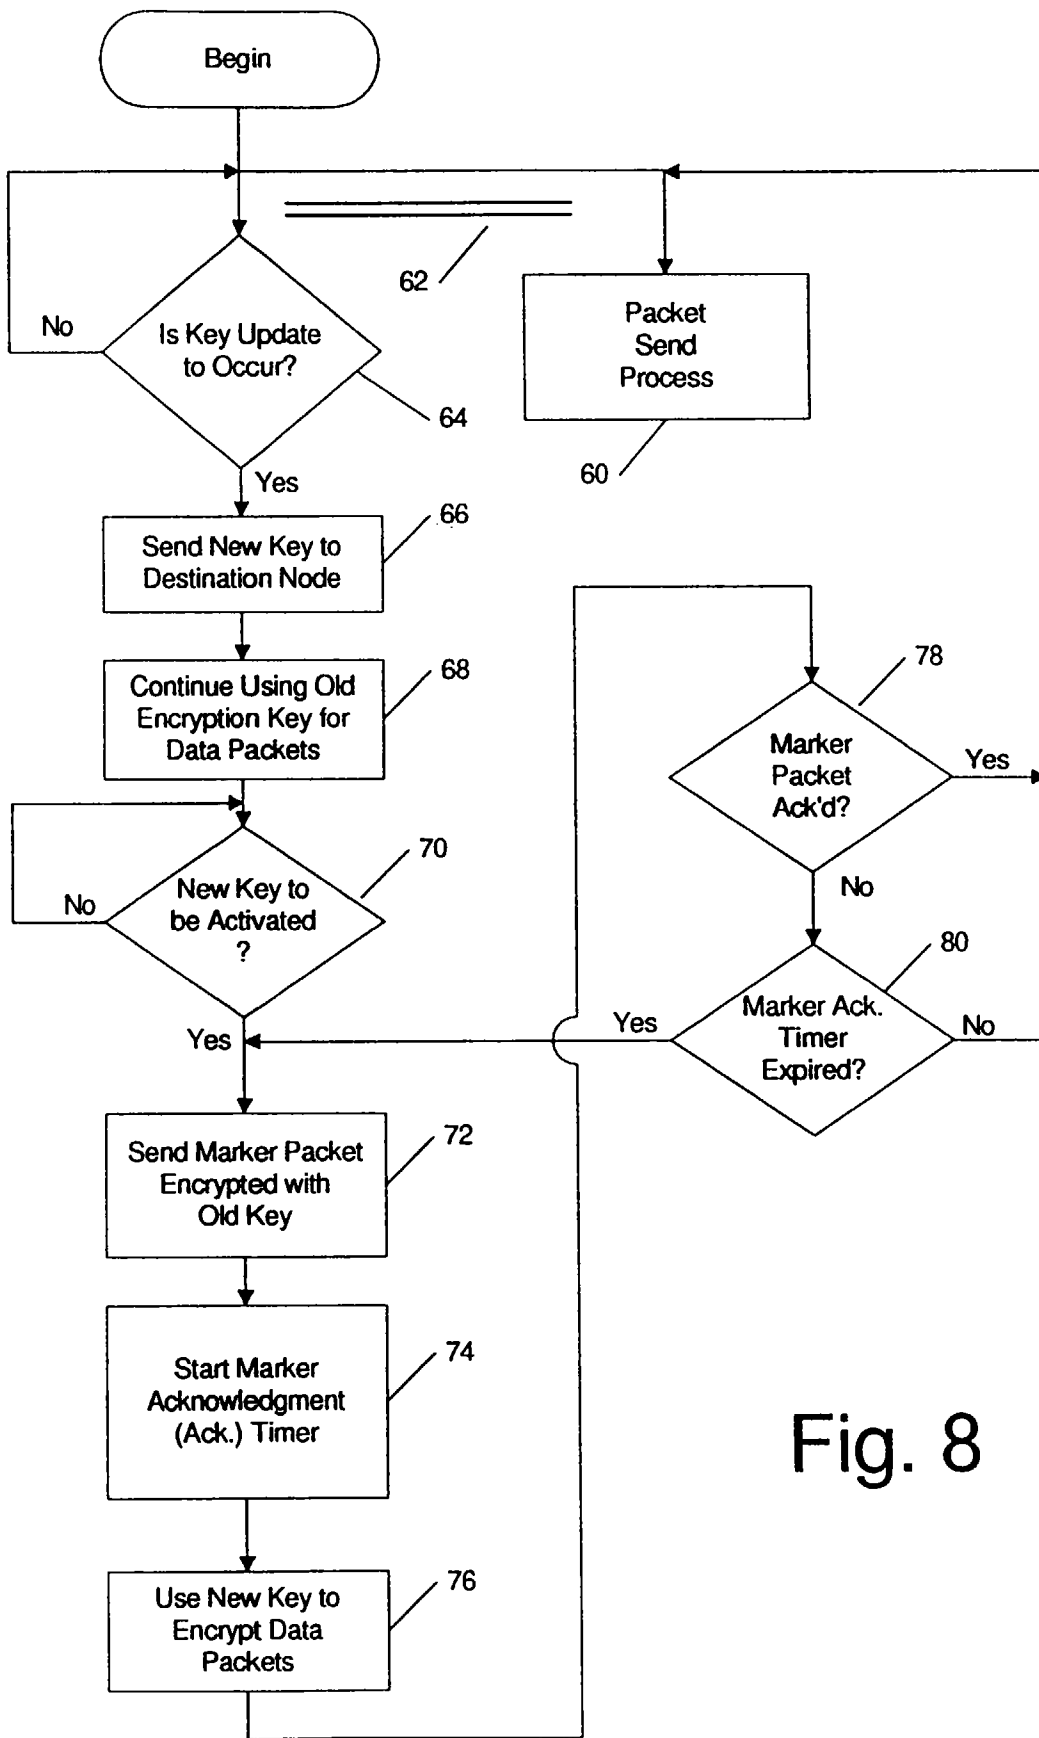 Begin
62
No
Is Key Update
to Occur?
64
Packet
Send
Process
60
Yes
66
Send New Key to
Destination Node
68
Continue Using Old
Encryption Key for
Data Packets
70
No
New Key to
be Activated
?
Yes
78
Marker
Packet
Ack'd?
Yes
No
80
Marker Ack.
Timer
Expired?
Yes
No
72
Send Marker Packet
Encrypted with
Old Key
74
Start Marker
Acknowledgment
(Ack.) Timer
76
Use New Key to
Encrypt Data
Packets
Fig. 8